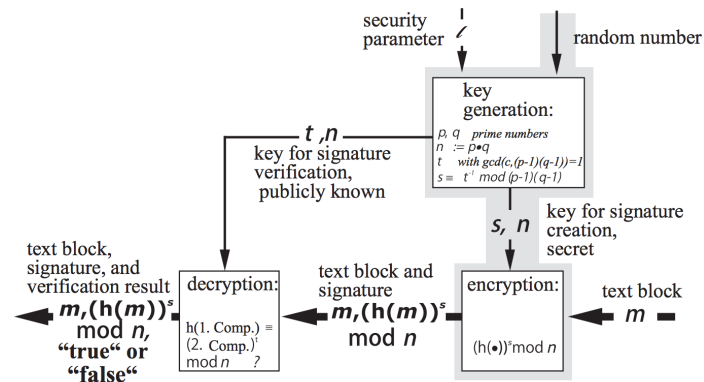 security
parameter ℓ
random number
key
generation:
p, q prime numbers
n := p•q
t with gcd(c,(p-1)(q-1))=1
s ≡ t⁻¹ mod (p-1)(q-1)
t ,n
key for signature
verification,
publicly known
s, n
key for signature
creation,
secret
text block,
signature, and
verification result
m,(h(m))ˢ
mod n,
“true“ or
“false“
decryption:
h(1. Comp.) ≡
(2. Comp.)ᵗ
mod n ?
text block and
signature
m,(h(m))ˢ
mod n
encryption:
(h(•))ˢmod n
text block
m